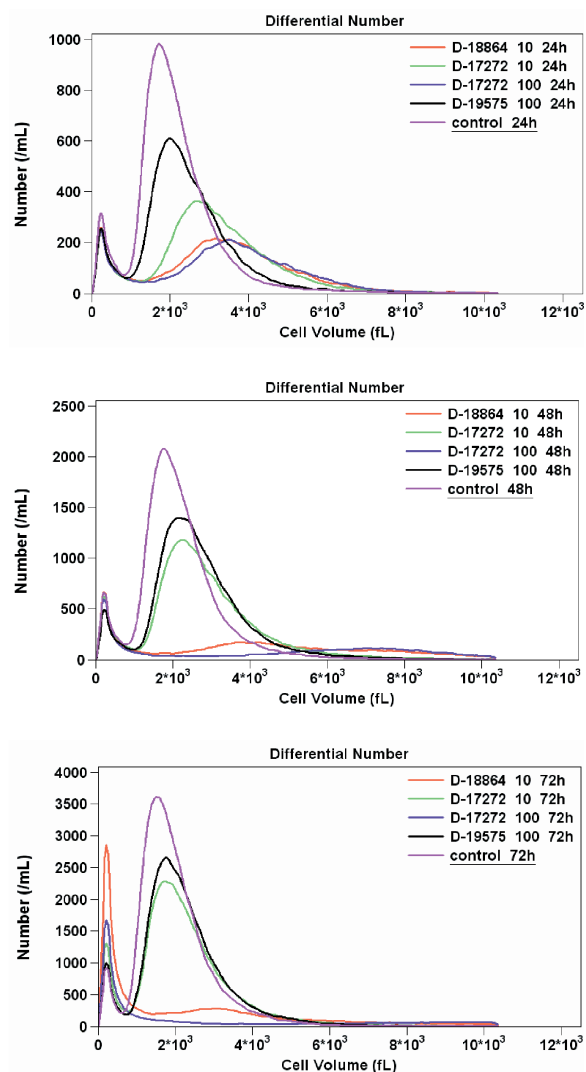 Differential Number
1000
800
600
400
200
0
Number (/mL)
D-18864 10 24h
D-17272 10 24h
D-17272 100 24h
D-19575 100 24h
control 24h
0
2*10³
4*10³
6*10³
8*10³
10*10³
12*10³
Cell Volume (fL)
Differential Number
2500
2000
1500
1000
500
0
Number (/mL)
D-18864 10 48h
D-17272 10 48h
D-17272 100 48h
D-19575 100 48h
control 48h
0
2*10³
4*10³
6*10³
8*10³
10*10³
12*10³
Cell Volume (fL)
Differential Number
4000
3500
3000
2500
2000
1500
1000
500
0
Number (/mL)
D-18864 10 72h
D-17272 10 72h
D-17272 100 72h
D-19575 100 72h
control 72h
0
2*10³
4*10³
6*10³
8*10³
10*10³
12*10³
Cell Volume (fL)